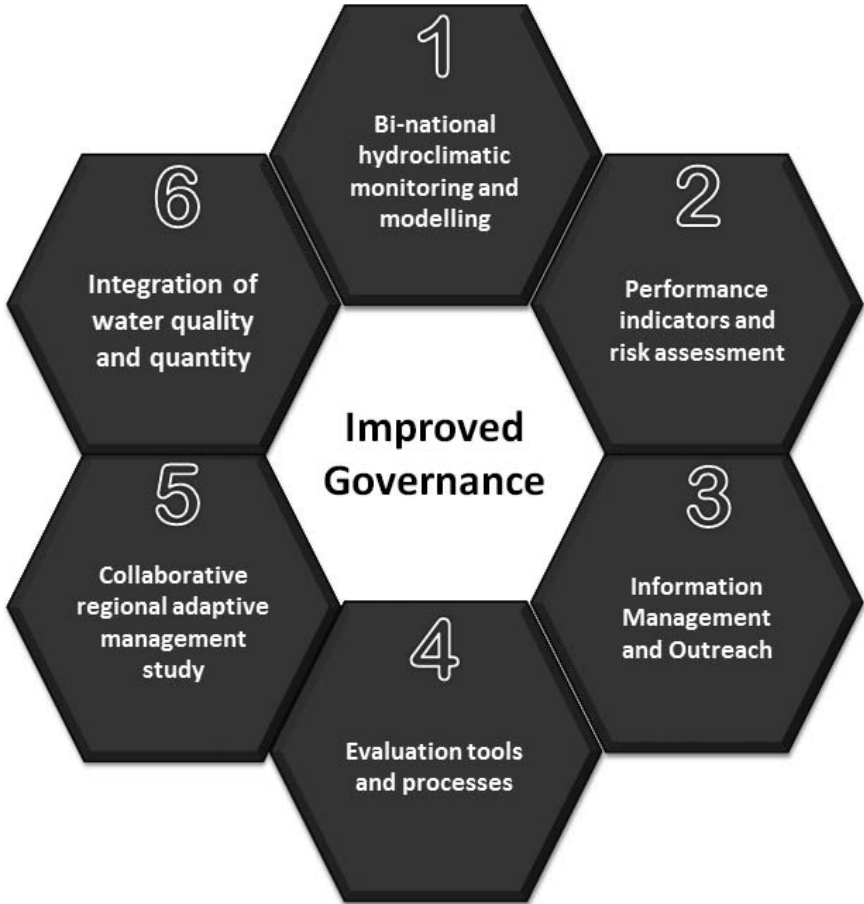 1
Bi-national
hydroclimatic
monitoring and
modelling
2
Performance
indicators and
risk assessment
3
Information
Management
and Outreach
4
Evaluation tools
and processes
5
Collaborative
regional adaptive
management
study
6
Integration of
water quality
and quantity
Improved
Governance